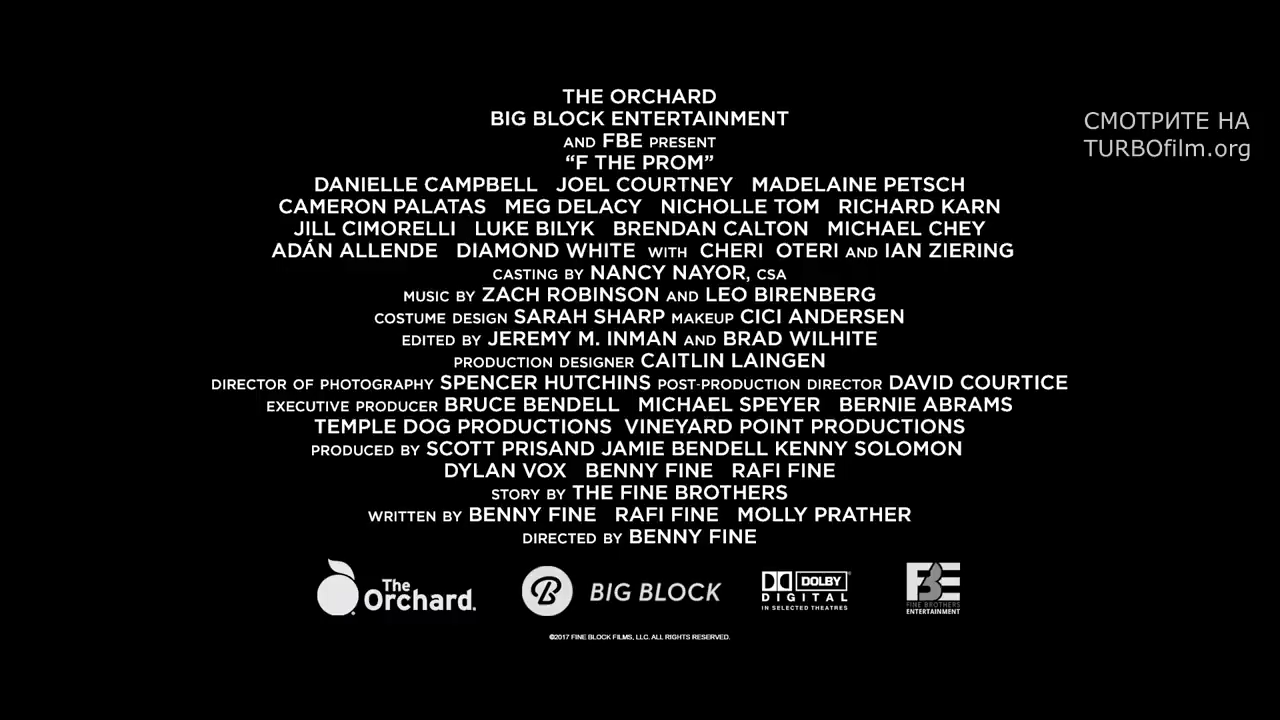 THE ORCHARD
BIG BLOCK ENTERTAINMENT
AND FBE PRESENT
“F THE PROM”
DANIELLE CAMPBELL JOEL COURTNEY MADELAINE PETSCH
CAMERON PALATAS MEG DELACY NICHOLLE TOM RICHARD KARN
JILL CIMORELLI LUKE BILYK BRENDAN CALTON MICHAEL CHEY
ADÁN ALLENDE DIAMOND WHITE WITH CHERI OTERI AND IAN ZIERING
CASTING BY NANCY NAYOR, CSA
MUSIC BY ZACH ROBINSON AND LEO BIRENBERG
COSTUME DESIGN SARAH SHARP MAKEUP CICI ANDERSEN
EDITED BY JEREMY M. INMAN AND BRAD WILHITE
PRODUCTION DESIGNER CAITLIN LAINGEN
DIRECTOR OF PHOTOGRAPHY SPENCER HUTCHINS POST-PRODUCTION DIRECTOR DAVID COURTICE
EXECUTIVE PRODUCER BRUCE BENDELL MICHAEL SPEYER BERNIE ABRAMS
TEMPLE DOG PRODUCTIONS VINEYARD POINT PRODUCTIONS
PRODUCED BY SCOTT PRISAND JAMIE BENDELL KENNY SOLOMON
DYLAN VOX BENNY FINE RAFI FINE
STORY BY THE FINE BROTHERS
WRITTEN BY BENNY FINE RAFI FINE MOLLY PRATHER
DIRECTED BY BENNY FINE
СМОТРИТЕ НА
TURBOfilm.org
The
Orchard.
B BIG BLOCK
DOLBY
DIGITAL
IN SELECTED THEATRES
FBE
FINE BROTHERS
ENTERTAINMENT
©2017 FINE BLOCK FILMS, LLC. ALL RIGHTS RESERVED.